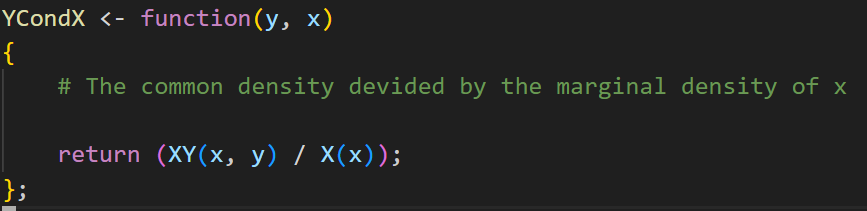 YCondX <- function(y, x)
{
# The common density devided by the marginal density of x
return (XY(x, y) / X(x));
};